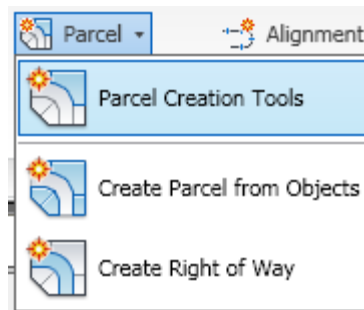 Parcel Alignment
Parcel Creation Tools
Create Parcel from Objects
Create Right of Way